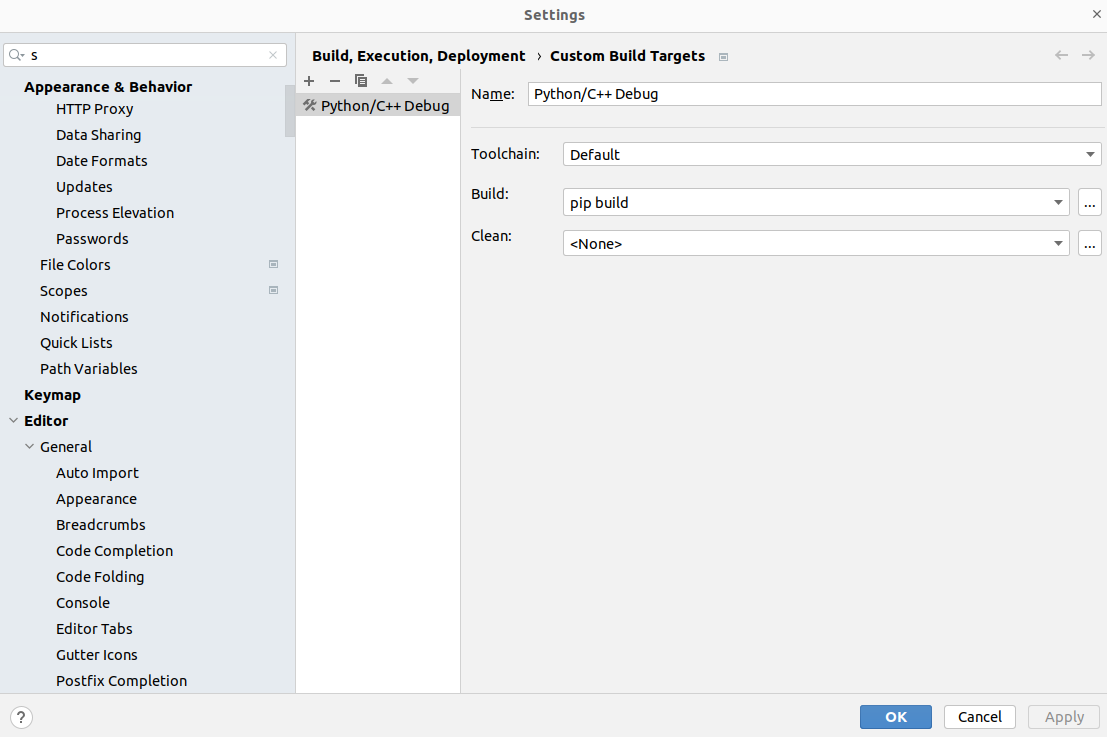 Settings
s
Appearance & Behavior
HTTP Proxy
Data Sharing
Date Formats
Updates
Process Elevation
Passwords
File Colors
Scopes
Notifications
Quick Lists
Path Variables
Keymap
Editor
General
Auto Import
Appearance
Breadcrumbs
Code Completion
Code Folding
Console
Editor Tabs
Gutter Icons
Postfix Completion
Build, Execution, Deployment › Custom Build Targets
Python/C++ Debug
Name: Python/C++ Debug
Toolchain: Default
Build: pip build ...
Clean: <None> ...
? OK Cancel Apply